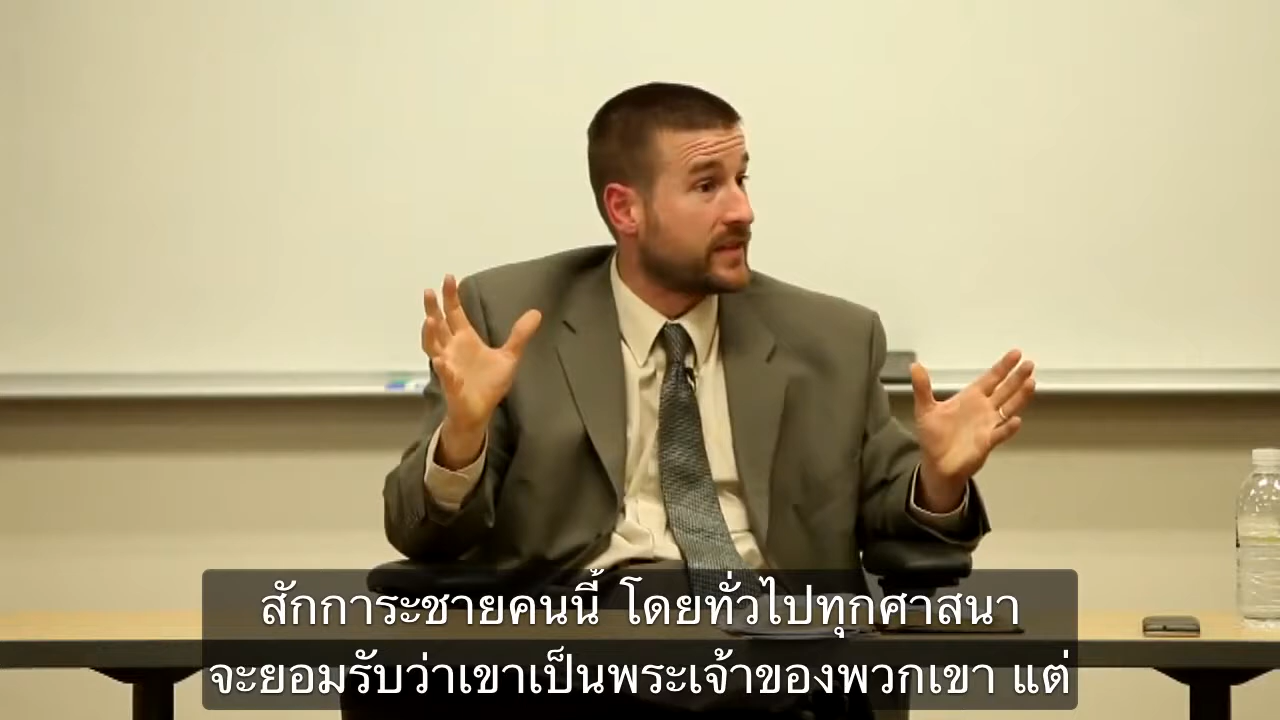 สักการะชายคนนี้ โดยทั่วไปทุกศาสนา
จะยอมรับว่าเขาเป็นพระเจ้าของพวกเขา แต่